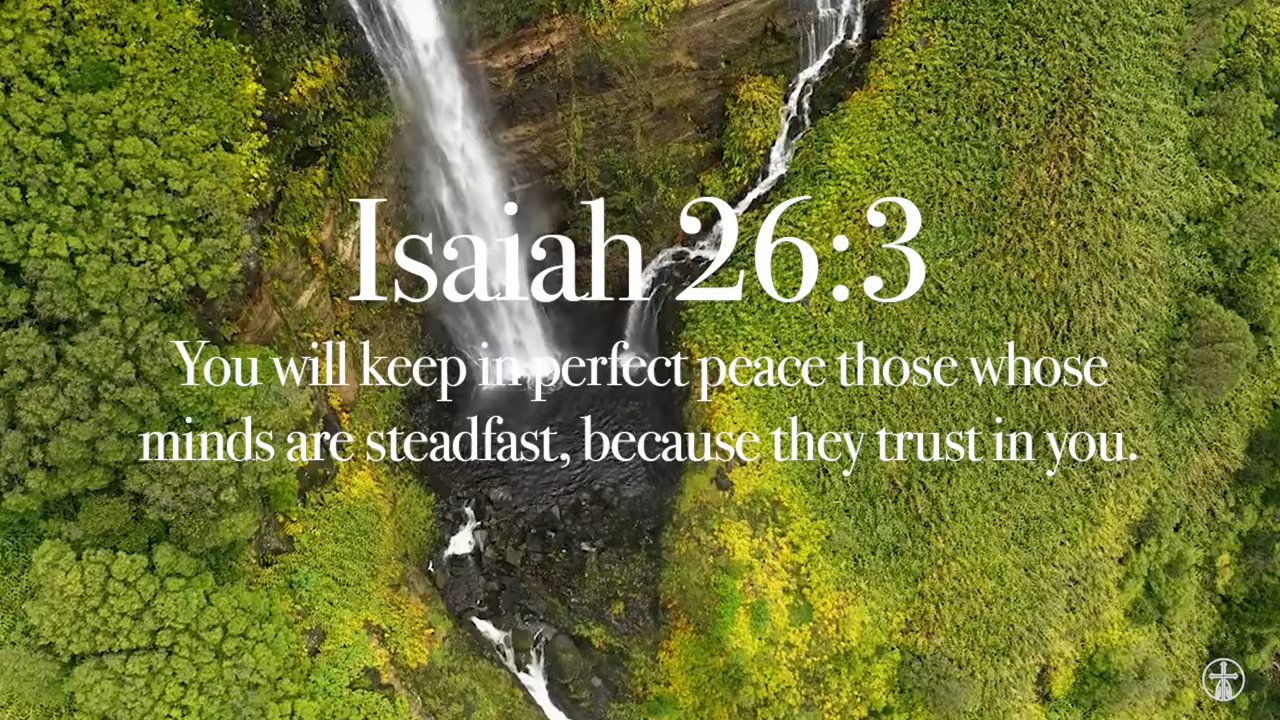 Isaiah 26:3
You will keep in perfect peace those whose
minds are steadfast, because they trust in you.